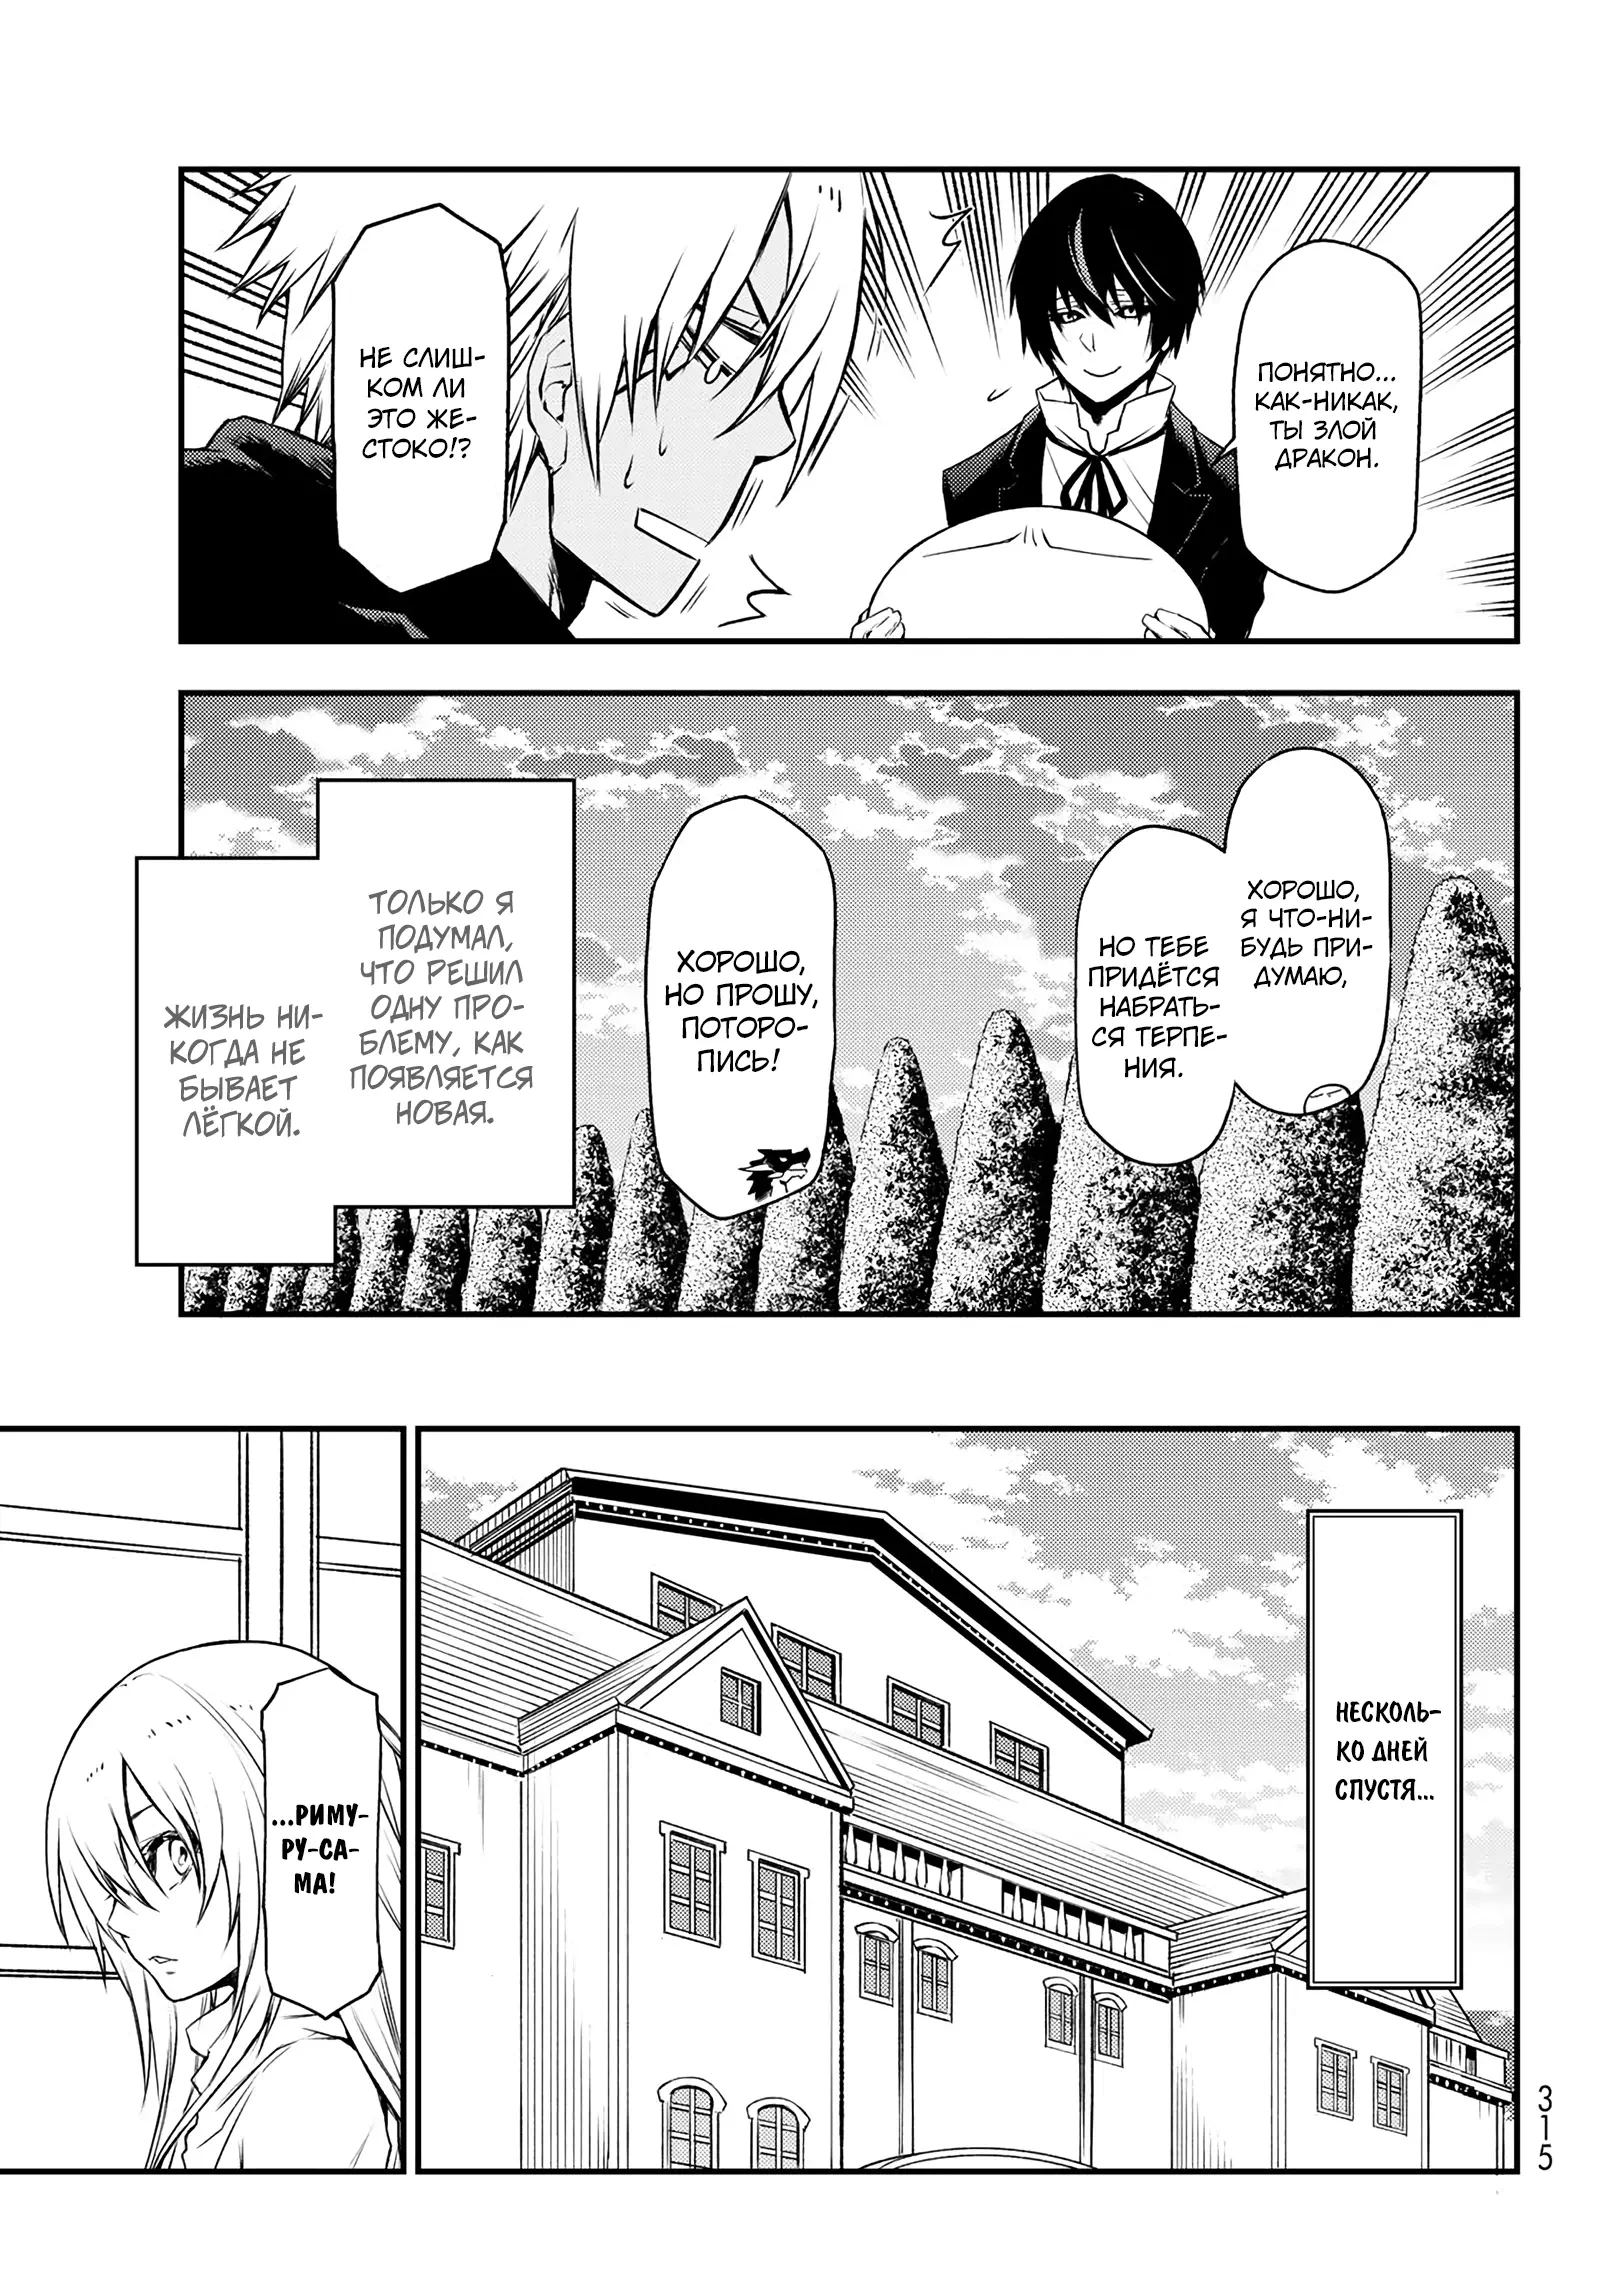 ПОНЯТНО...
КАК-НИКАК,
ТЫ ЗЛОЙ
ДРАКОН.
НЕ СЛИШ-
КОМ ЛИ
ЭТО ЖЕ-
СТОКО!?
ХОРОШО,
Я ЧТО-НИ-
БУДЬ ПРИ-
ДУМАЮ,
НО ТЕБЕ
ПРИДЁТСЯ
НАБРАТЬ-
СЯ ТЕРПЕ-
НИЯ.
ХОРОШО,
НО ПРОШУ,
ПОТОРО-
ПИСЬ!
ТОЛЬКО Я
ПОДУМАЛ,
ЧТО РЕШИЛ
ОДНУ ПРО-
БЛЕМУ, КАК
ПОЯВЛЯЕТСЯ
НОВАЯ.
ЖИЗНЬ НИ-
КОГДА НЕ
БЫВАЕТ
ЛЁГКОЙ.
НЕСКОЛЬ-
КО ДНЕЙ
СПУСТЯ...
...РИМУ-
РУ-СА-
МА!
315